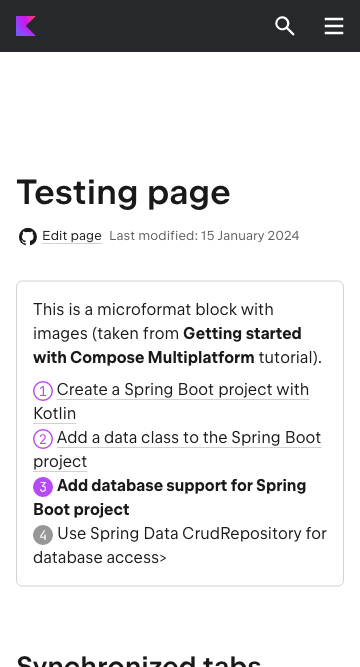 Testing page
Edit page Last modified: 15 January 2024
This is a microformat block with
images (taken from Getting started
with Compose Multiplatform tutorial).
1 Create a Spring Boot project with
Kotlin
2 Add a data class to the Spring Boot
project
3 Add database support for Spring
Boot project
4 Use Spring Data CrudRepository for
database access>
Synchronized tabs